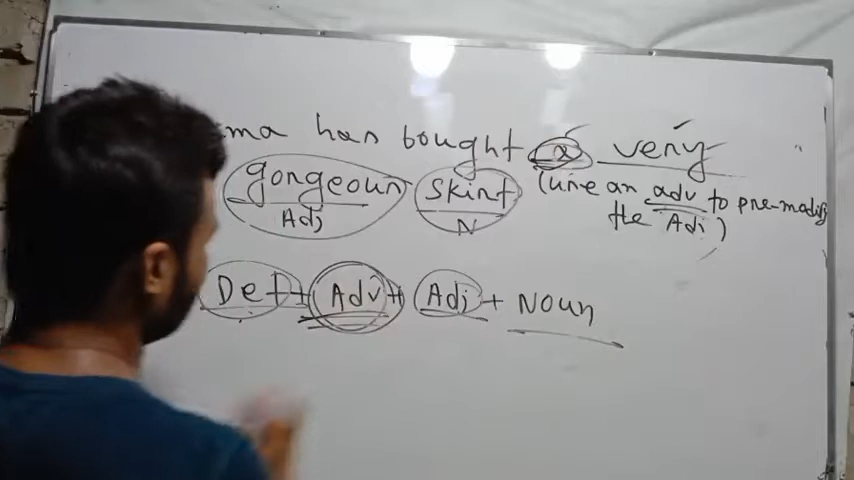 ma has bought a very
gorgeous skirt (use an adv to pre-modify
Adj N the Adj)
Det + Adv + Adj + Noun